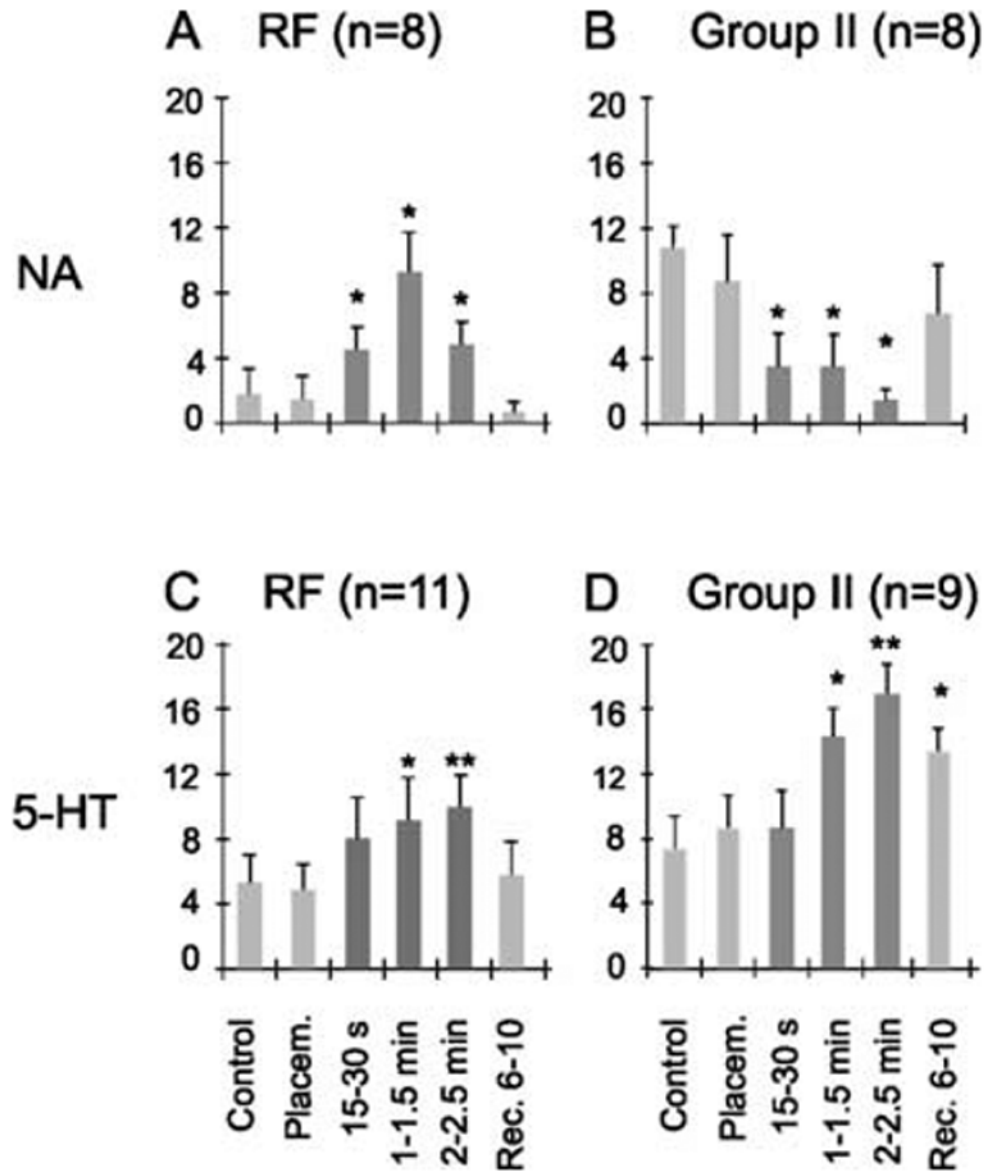 A RF (n=8)
20
16
12
8
4
0
*
*
*
NA
B Group II (n=8)
20
16
12
8
4
0
*
*
*
C RF (n=11)
20
16
12
8
4
0
*
**
5-HT
Control
Placem.
15-30 s
1-1.5 min
2-2.5 min
Rec. 6-10
D Group II (n=9)
20
16
12
8
4
0
*
**
*
Control
Placem.
15-30 s
1-1.5 min
2-2.5 min
Rec. 6-10